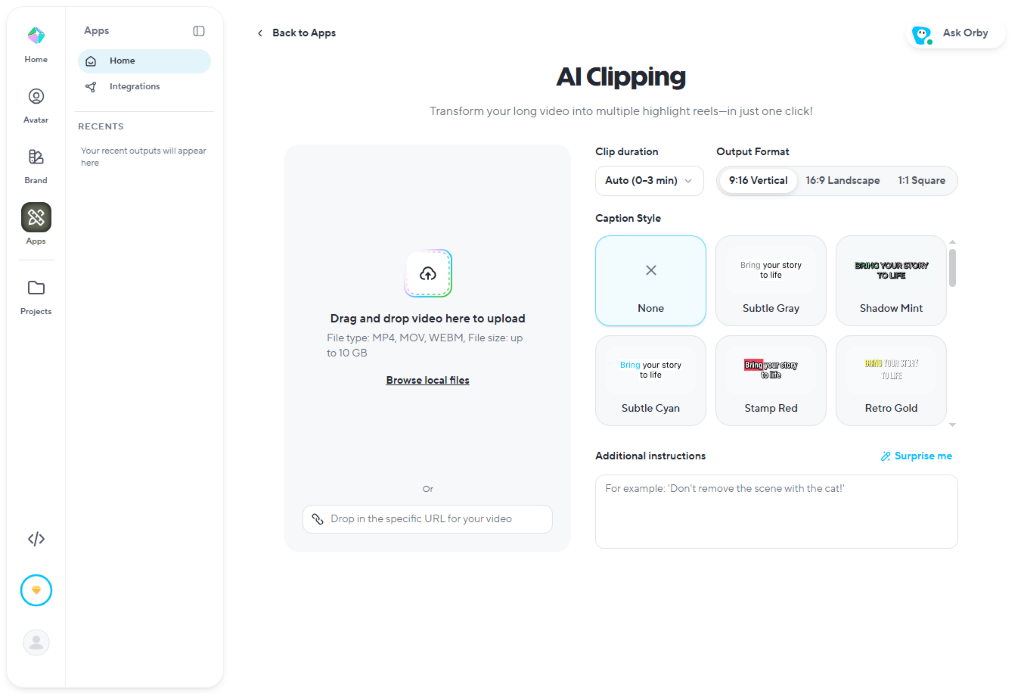 Home
Avatar
Brand
Apps
Projects
Apps
Home
Integrations
RECENTS
Your recent outputs will appear
here
Back to Apps
Ask Orby
AI Clipping
Transform your long video into multiple highlight reels—in just one click!
Drag and drop video here to upload
File type: MP4, MOV, WEBM, File size: up
to 10 GB
Browse local files
Or
Drop in the specific URL for your video
Clip duration
Output Format
Auto (0–3 min)
9:16 Vertical
16:9 Landscape
1:1 Square
Caption Style
None
Bring your story
to life
Subtle Gray
BRING YOUR STORY
TO LIFE
Shadow Mint
Bring your story
to life
Subtle Cyan
Bring your story
to life
Stamp Red
BRING YOUR STORY
TO LIFE
Retro Gold
Additional instructions
Surprise me
For example: 'Don't remove the scene with the cat!'